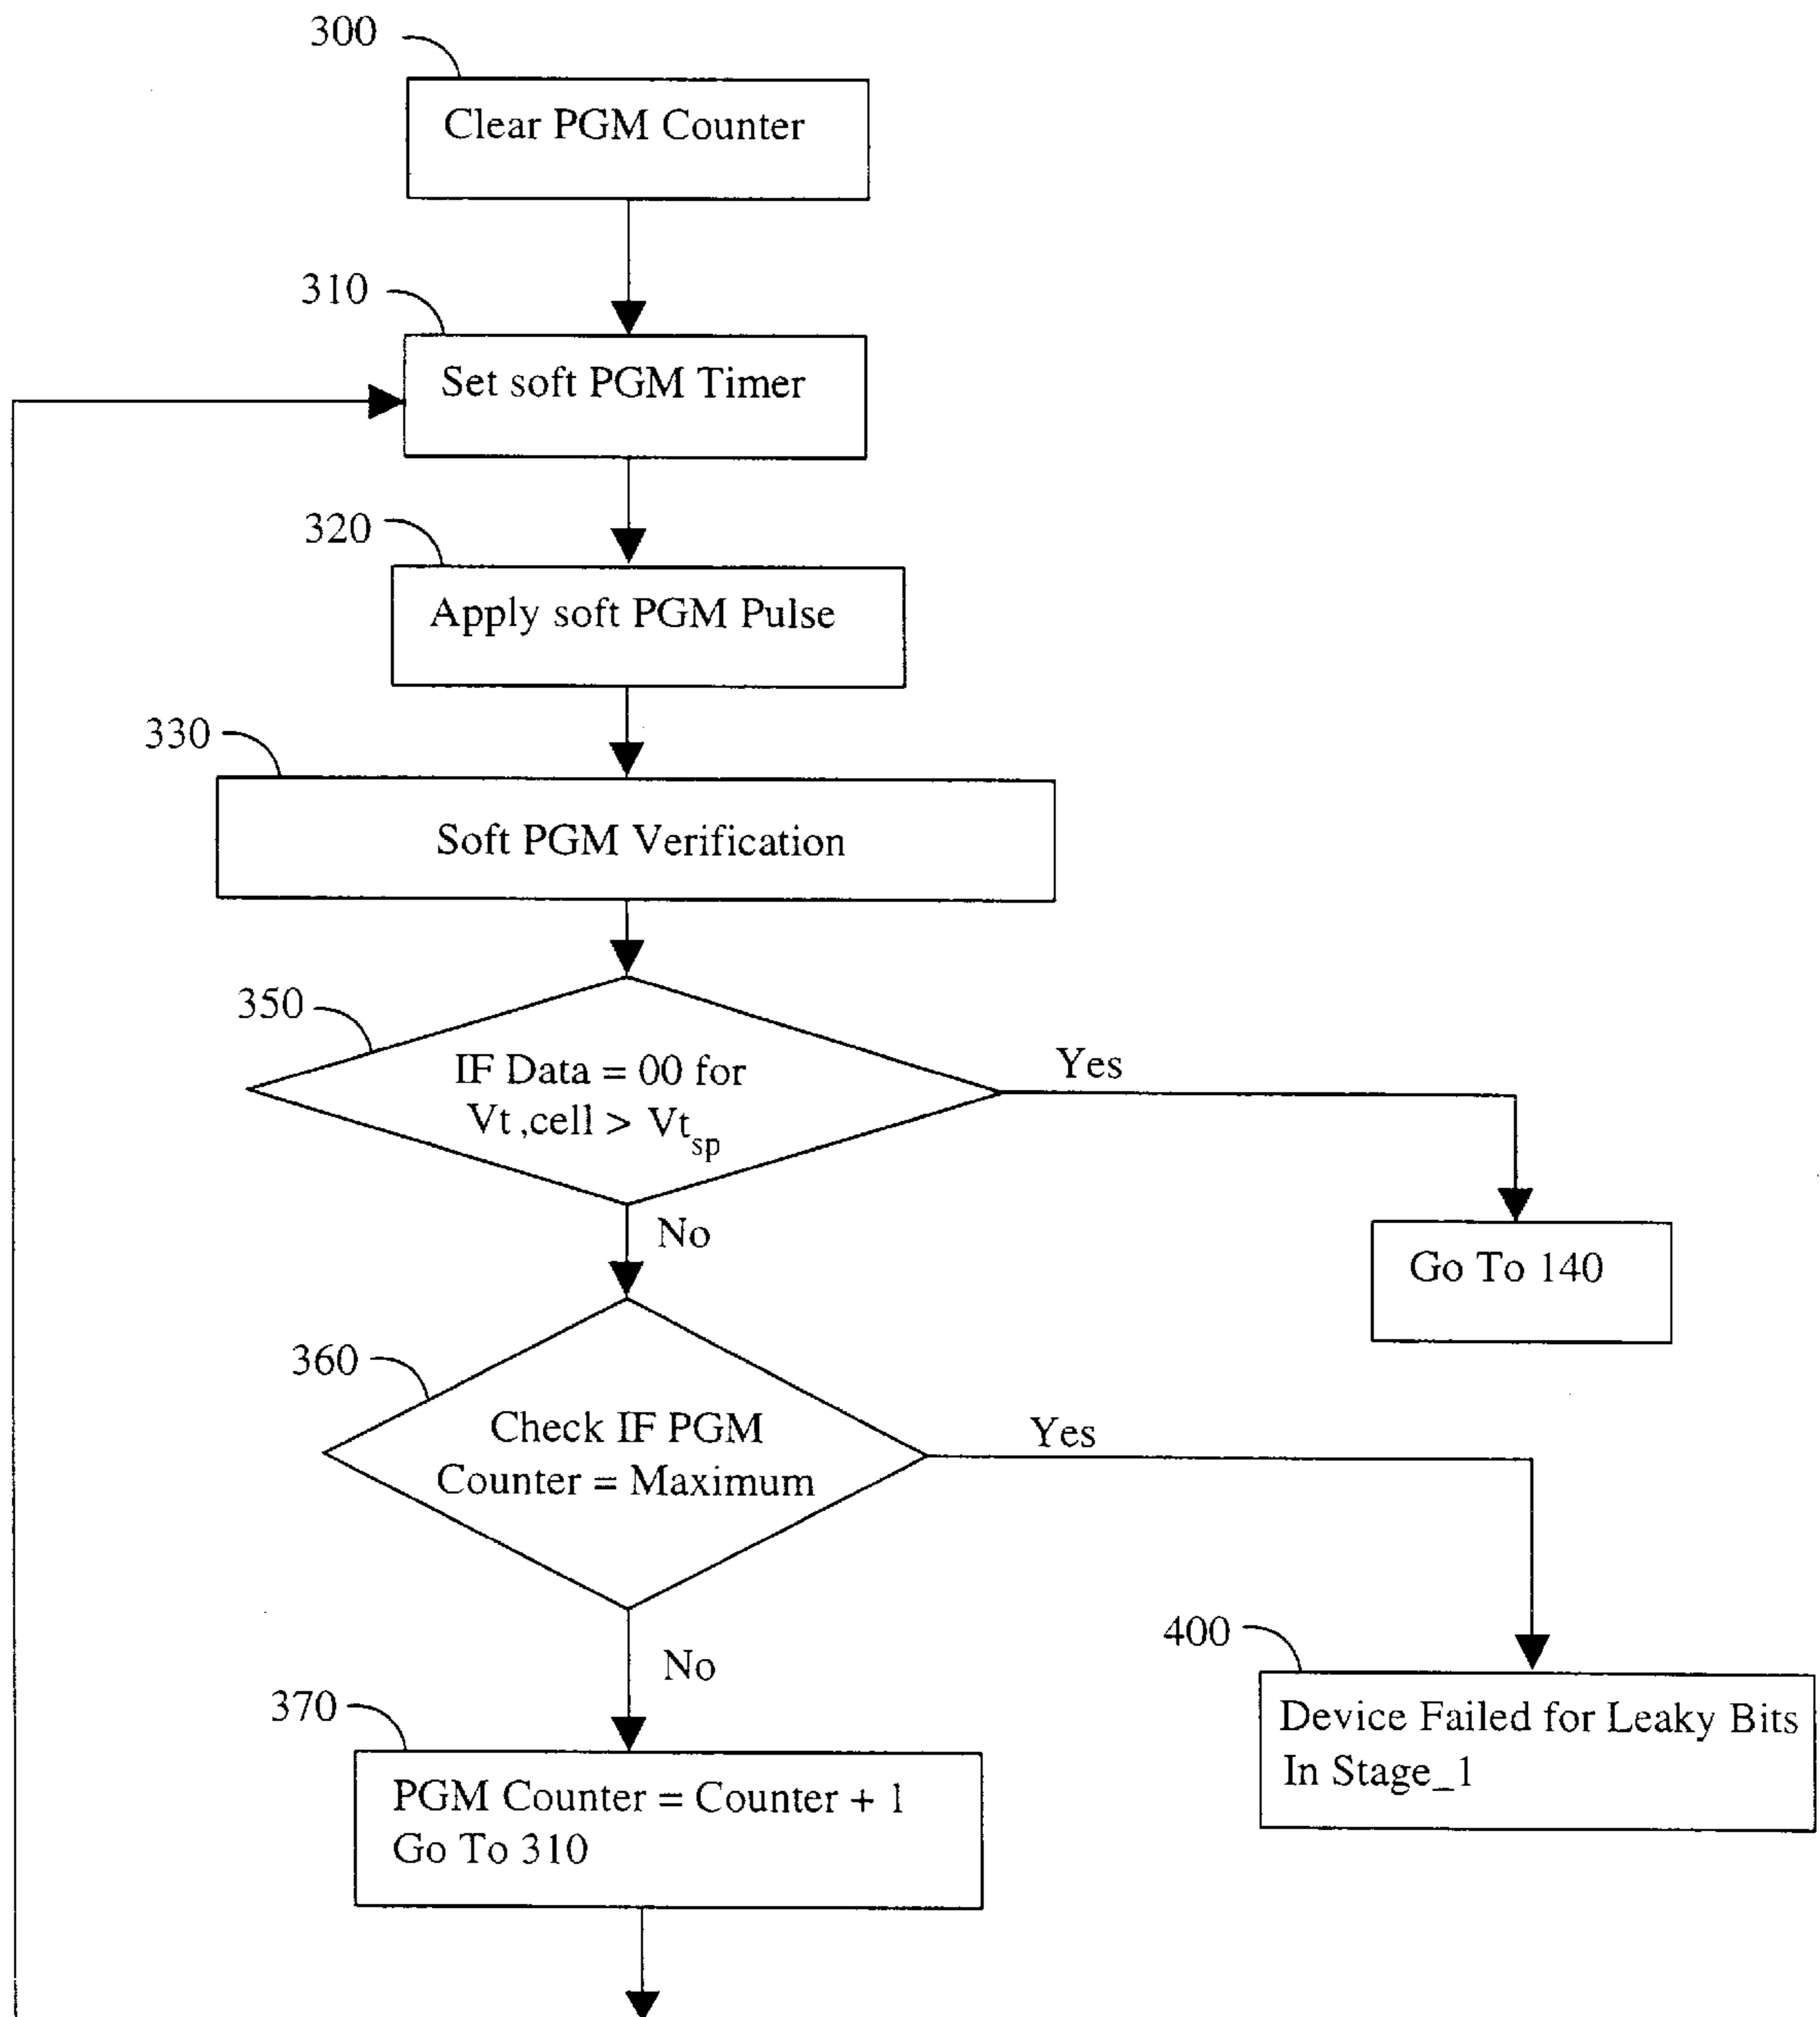 300
Clear PGM Counter
310
Set soft PGM Timer
320
Apply soft PGM Pulse
330
Soft PGM Verification
350
IF Data = 00 for
Vt ,cell > Vtsp
Yes
No
Go To 140
360
Check IF PGM
Counter = Maximum
Yes
No
400
Device Failed for Leaky Bits
In Stage_1
370
PGM Counter = Counter + 1
Go To 310